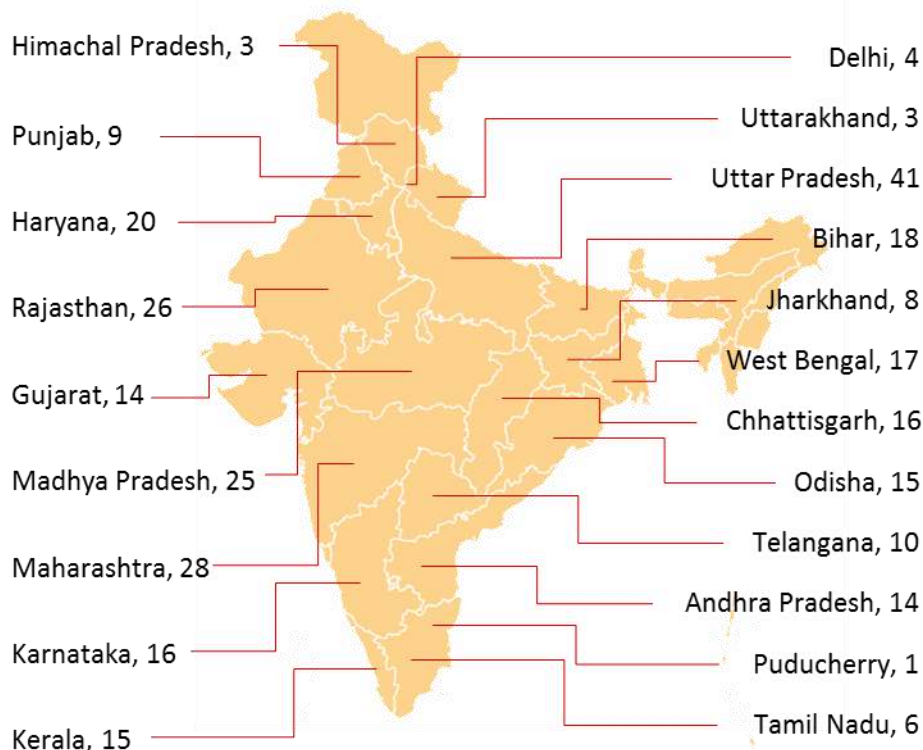 Himachal Pradesh, 3
Punjab, 9
Haryana, 20
Rajasthan, 26
Gujarat, 14
Madhya Pradesh, 25
Maharashtra, 28
Karnataka, 16
Kerala, 15
Delhi, 4
Uttarakhand, 3
Uttar Pradesh, 41
Bihar, 18
Jharkhand, 8
West Bengal, 17
Chhattisgarh, 16
Odisha, 15
Telangana, 10
Andhra Pradesh, 14
Puducherry, 1
Tamil Nadu, 6